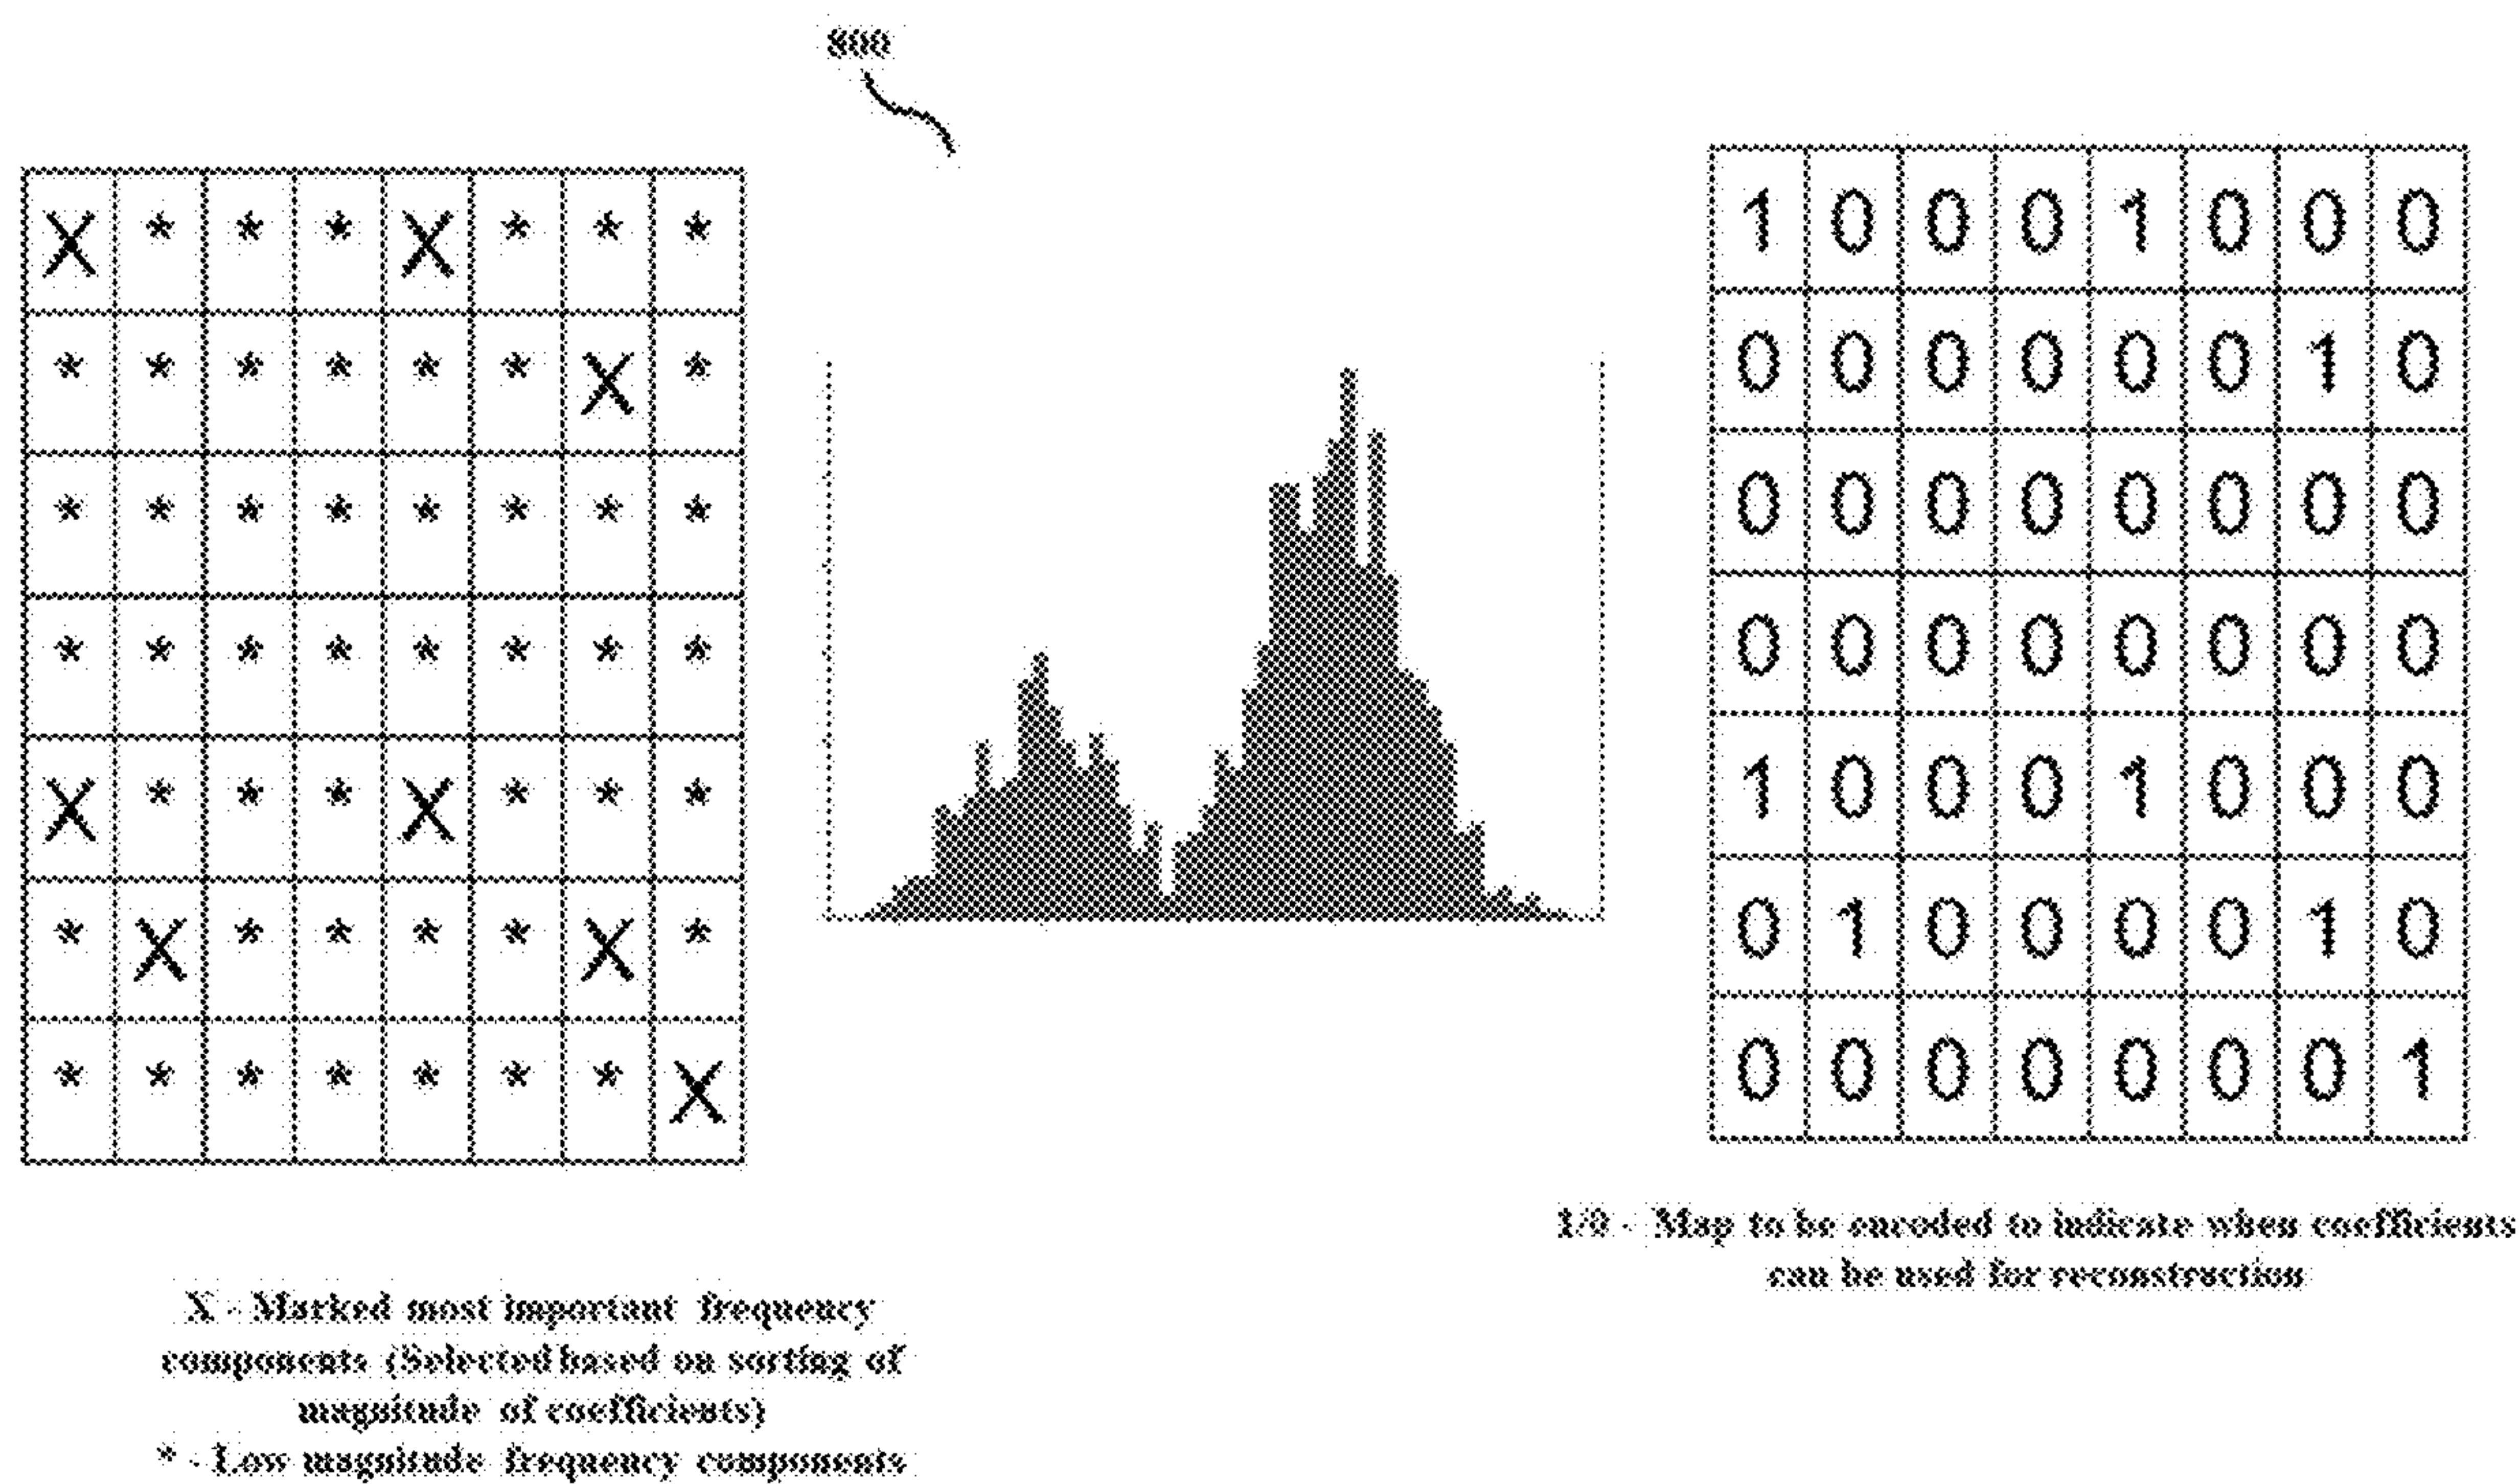 X * * * X * * *
* * * * * * X *
* * * * * * * *
* * * * * * * *
X * * * X * * *
* X * * * * X *
* * * * * * * X
1 0 0 0 1 0 0 0
0 0 0 0 0 0 1 0
0 0 0 0 0 0 0 0
0 0 0 0 0 0 0 0
1 0 0 0 1 0 0 0
0 1 0 0 0 0 1 0
0 0 0 0 0 0 0 1
1/0 - Map to be encoded to indicate when coefficients
can be used for reconstruction
X - Marked most important frequency
components (Selected based on sorting of
magnitude of coefficients)
* - Low magnitude frequency components